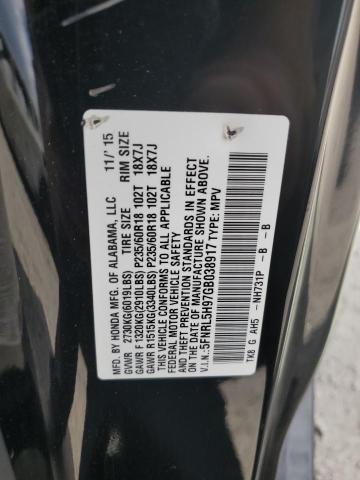 MFD. BY HONDA MFG. OF ALABAMA, LLC 11/'15
GVWR 2730KG(6019LBS) TIRE SIZE RIM SIZE
GAWR F 1320KG(2910LBS) P235/60R18 102T 18X7J
GAWR R1515KG(3340LBS) P235/60R18 102T 18X7J
THIS VEHICLE CONFORMS TO ALL APPLICABLE
FEDERAL MOTOR VEHICLE SAFETY
AND THEFT PREVENTION STANDARDS IN EFFECT
ON THE DATE OF MANUFACTURE SHOWN ABOVE.
V.I.N.:5FNRL5H97GB038917 TYPE: MPV
TK8 G AH5 -NH731P - B - B